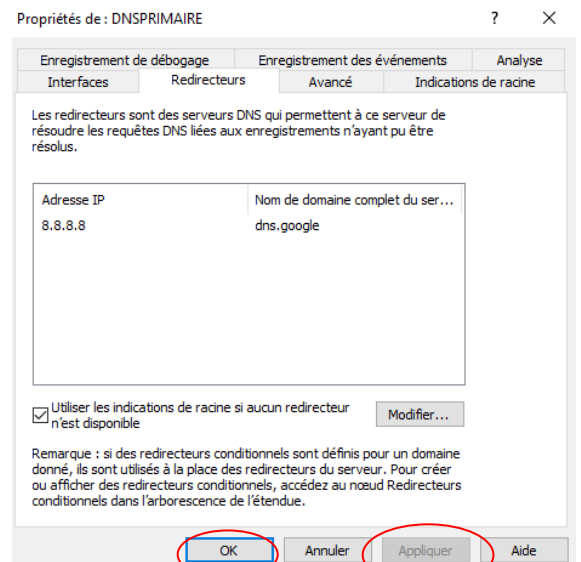 Propriétés de : DNSPRIMAIRE ? ×
Enregistrement de débogage Enregistrement des événements Analyse
Interfaces Redirecteurs Avancé Indications de racine
Les redirecteurs sont des serveurs DNS qui permettent à ce
serveur de
résoudre les requêtes DNS liées aux enregistrements n'ayant pu être
résolus.
Adresse IP Nom de domaine complet du ser...
8.8.8.8 dns.google
Utiliser les indications de racine si aucun redirecteur
n'est disponible
Modifier...
Remarque : si des redirecteurs conditionnels sont définis pour un domaine
donné, ils sont utilisés à la place des redirecteurs du serveur. Pour créer
ou afficher des redirecteurs conditionnels, accédez au nœud Redirecteurs
conditionnels dans l'arborescence de l'étendue.
OK Annuler Appliquer Aide